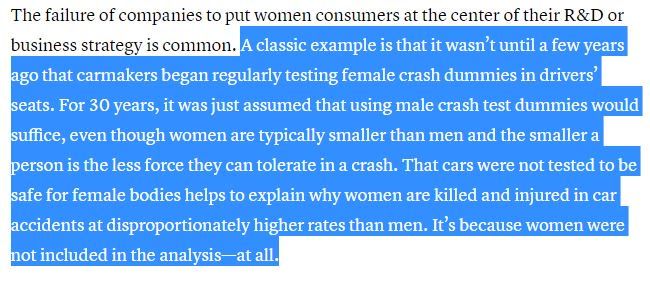 The failure of companies to put women consumers at the center of their R&D or
business strategy is common. A classic example is that it wasn’t until a few years
ago that carmakers began regularly testing female crash dummies in drivers’
seats. For 30 years, it was just assumed that using male crash test dummies would
suffice, even though women are typically smaller than men and the smaller a
person is the less force they can tolerate in a crash. That cars were not tested to be
safe for female bodies helps to explain why women are killed and injured in car
accidents at disproportionately higher rates than men. It’s because women were
not included in the analysis—at all.